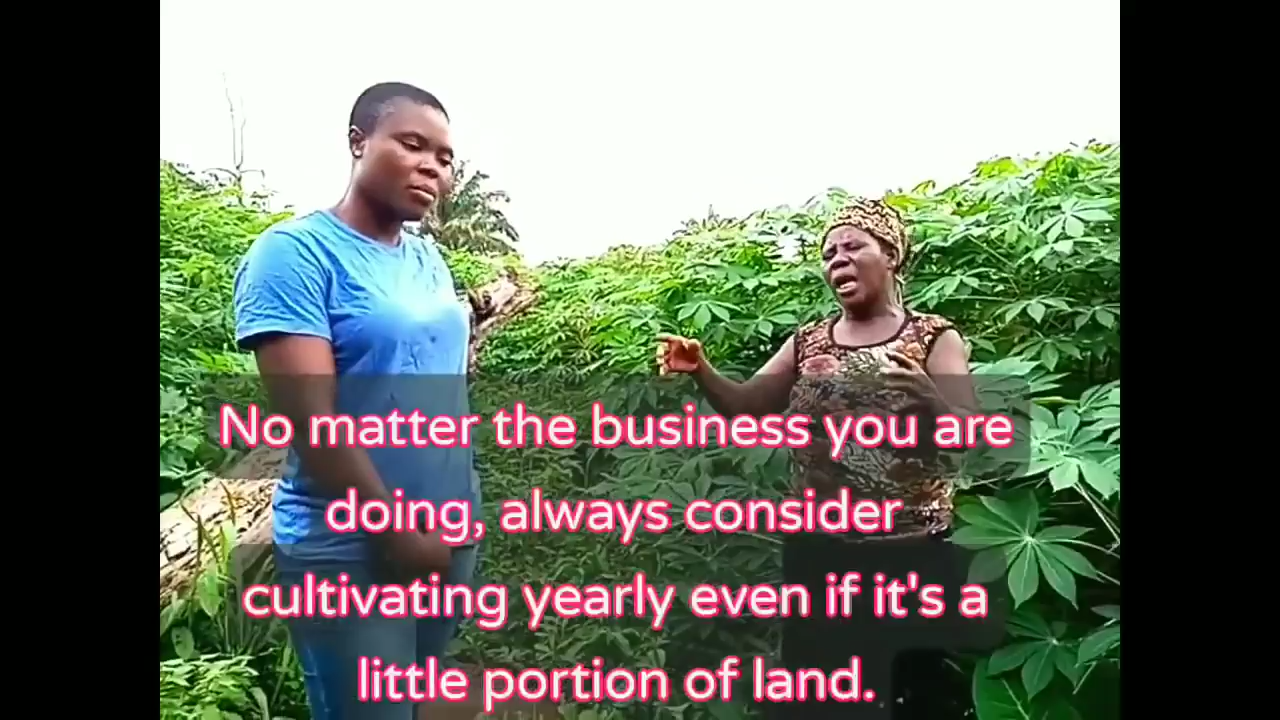 No matter the business you are
doing, always consider
cultivating yearly even if it's a
little portion of land.